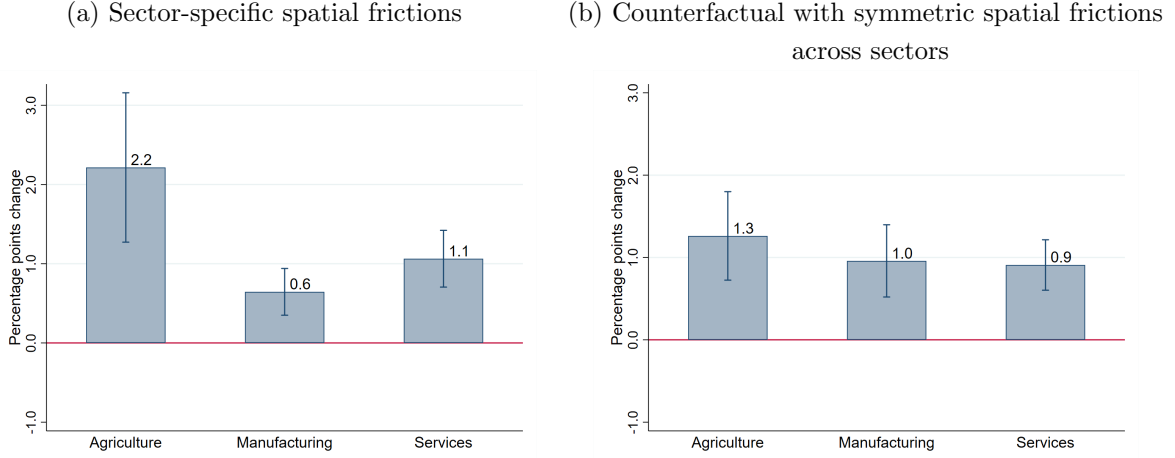 (a) Sector-specific spatial frictions
Percentage points change
3.0
2.0
1.0
0.0
-1.0
2.2
0.6
1.1
Agriculture
Manufacturing
Services
(b) Counterfactual with symmetric spatial frictions
across sectors
Percentage points change
3.0
2.0
1.0
0.0
-1.0
1.3
1.0
0.9
Agriculture
Manufacturing
Services